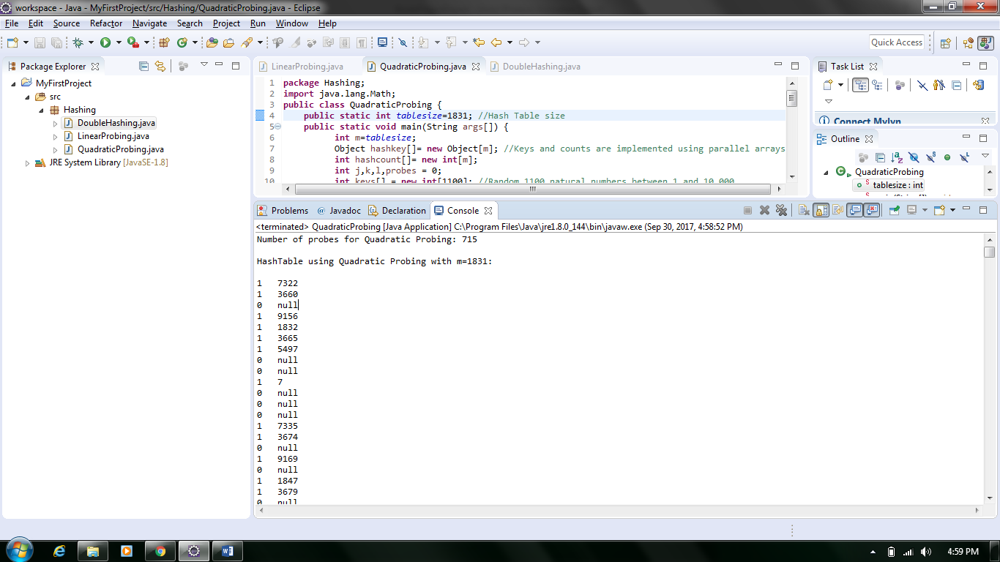 workspace - Java - MyFirstProject/src/Hashing/QuadraticProbing.java - Eclipse
File Edit Source Refactor Navigate Search Project Run Window Help
Quick Access
Package Explorer
MyFirstProject
src
Hashing
DoubleHashing.java
LinearProbing.java
QuadraticProbing.java
JRE System Library [JavaSE-1.8]
LinearProbing.java
QuadraticProbing.java
DoubleHashing.java
1 package Hashing;
2 import java.lang.Math;
3 public class QuadraticProbing {
4 public static int tablesize=1831; //Hash Table size
5 public static void main(String args[]) {
6 int m=tablesize;
7 Object hashkey[]= new Object[m]; //Keys and counts are implemented using parallel arrays
8 int hashcount[]= new int[m];
9 int j,k,l,probes = 0;
10 int keys[] = new int[1100]; //Random 1100 natural numbers between 1 and 10,000
Task List
Connect Mylyn
Outline
QuadraticProbing
tablesize : int
Problems
@ Javadoc
Declaration
Console
<terminated> QuadraticProbing [Java Application] C:\Program Files\Java\jre1.8.0_144\bin\javaw.exe (Sep 30, 2017, 4:58:52 PM)
Number of probes for Quadratic Probing: 715
HashTable using Quadratic Probing with m=1831:
1 7322
1 3660
0 null
1 9156
1 1832
1 3665
1 5497
0 null
0 null
1 7
0 null
0 null
0 null
1 7335
1 3674
0 null
1 9169
0 null
1 1847
1 3679
0 null
4:59 PM